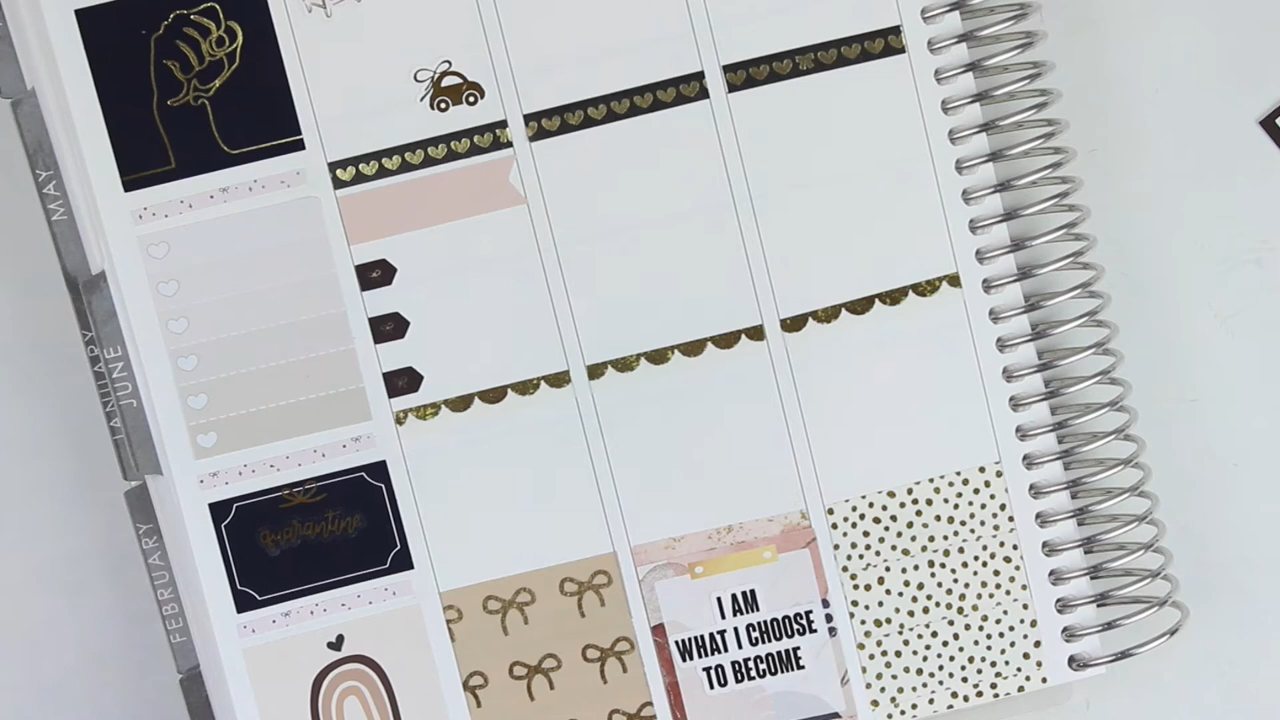 MAY
JANUARY
JUNE
FEBRUARY
quarantine
I AM
WHAT I CHOOSE
TO BECOME